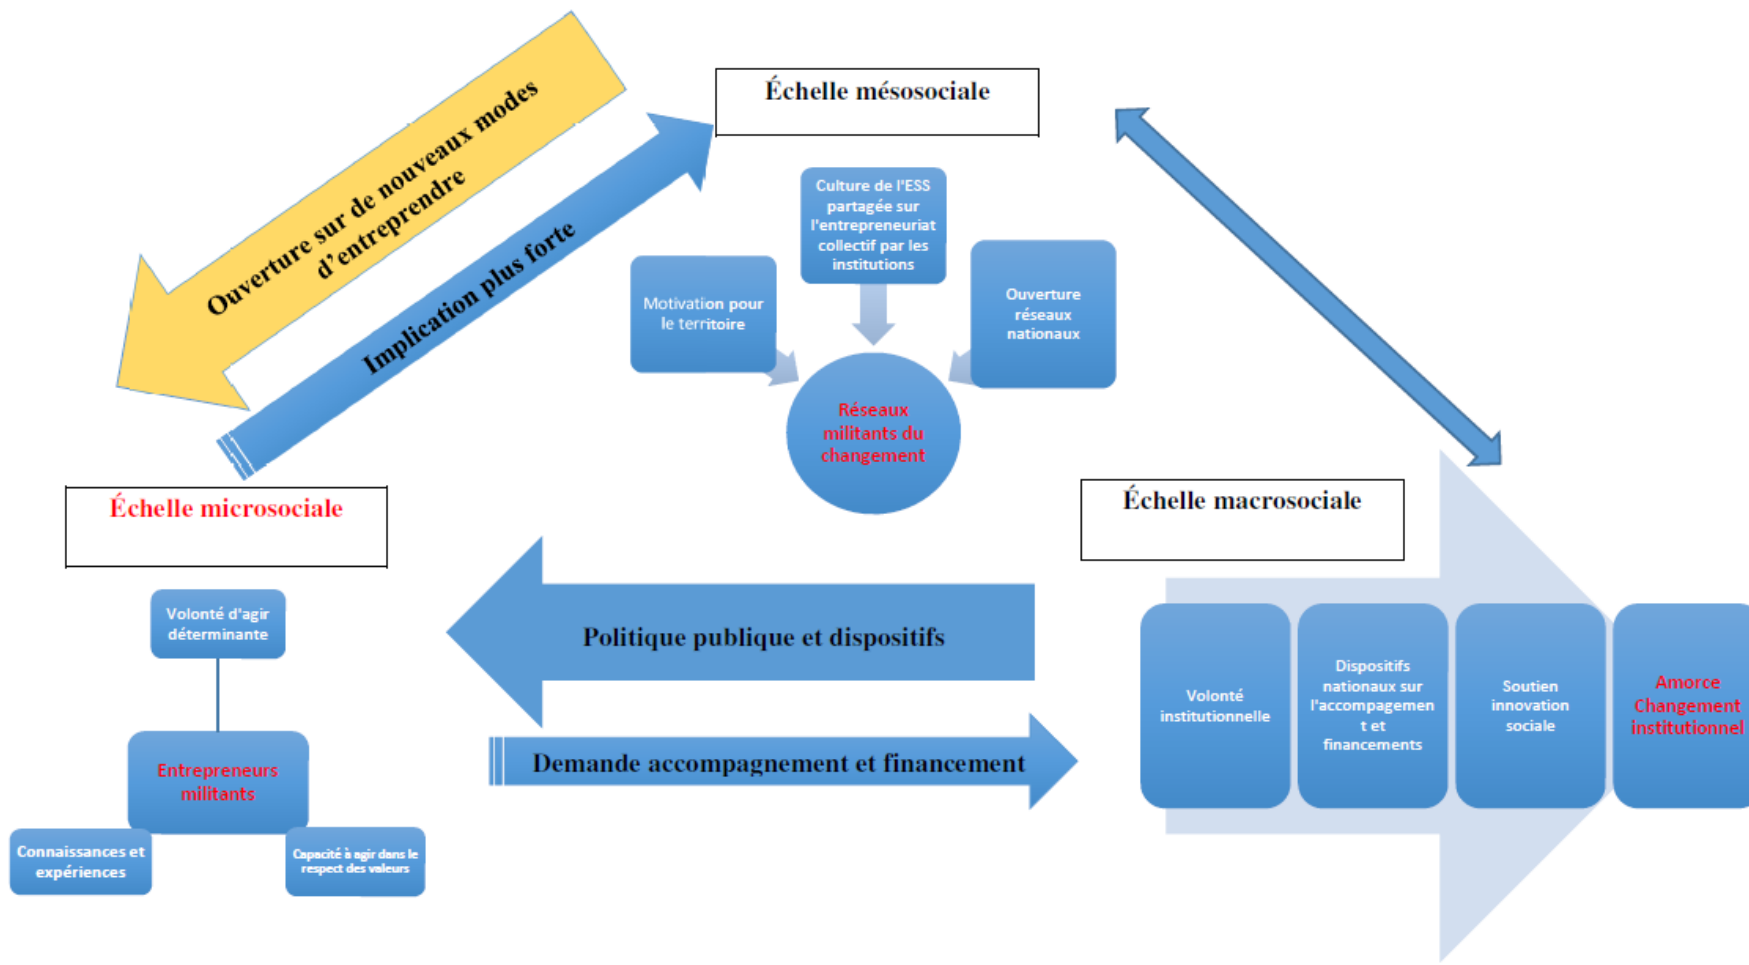 Échelle mésosociale
Ouverture sur de nouveaux modes
d’entreprendre
Implication plus forte
Culture de l'ESS
partagée sur
l'entrepreneuriat
collectif par les
institutions
Motivation pour
le territoire
Ouverture
réseaux
nationaux
Réseaux
militants du
changement
Échelle microsociale
Échelle macrosociale
Volonté d'agir
déterminante
Entrepreneurs
militants
Connaissances et
expériences
Capacité à agir dans le
respect des valeurs
Politique publique et dispositifs
Demande accompagnement et financement
Volonté
institutionnelle
Dispositifs
nationaux sur
l'accompagemen
t et
financements
Soutien
innovation
sociale
Amorce
Changement
institutionnel